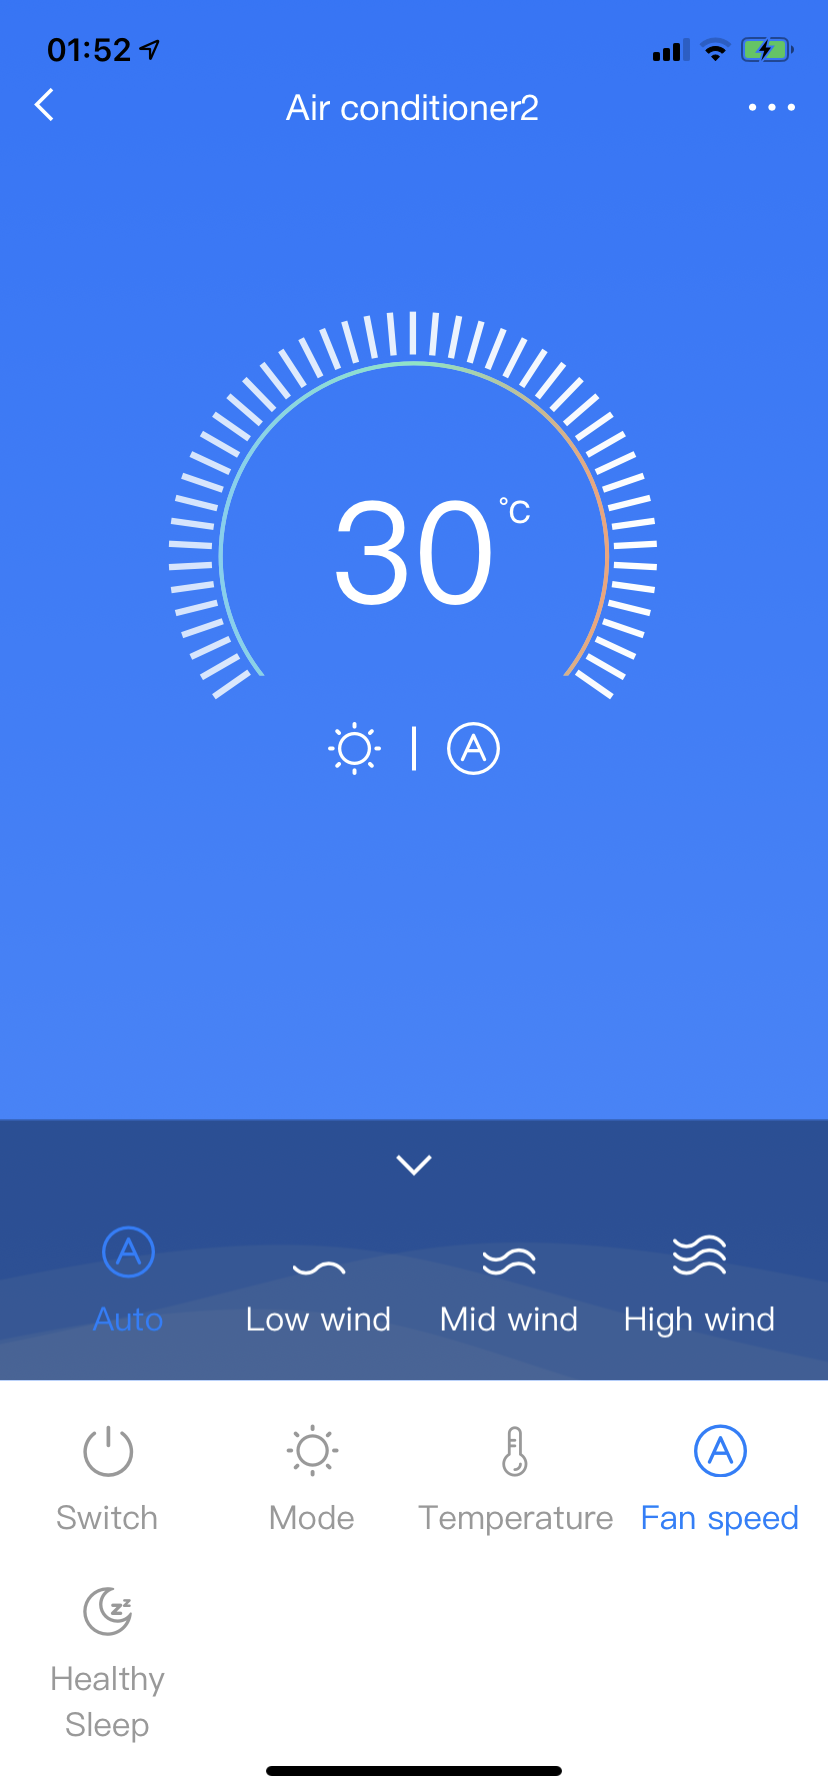 01:52
Air conditioner2
30 °C
A
A
Auto
Low wind
Mid wind
High wind
A
Switch
Mode
Temperature
Fan speed
zz
Healthy
Sleep